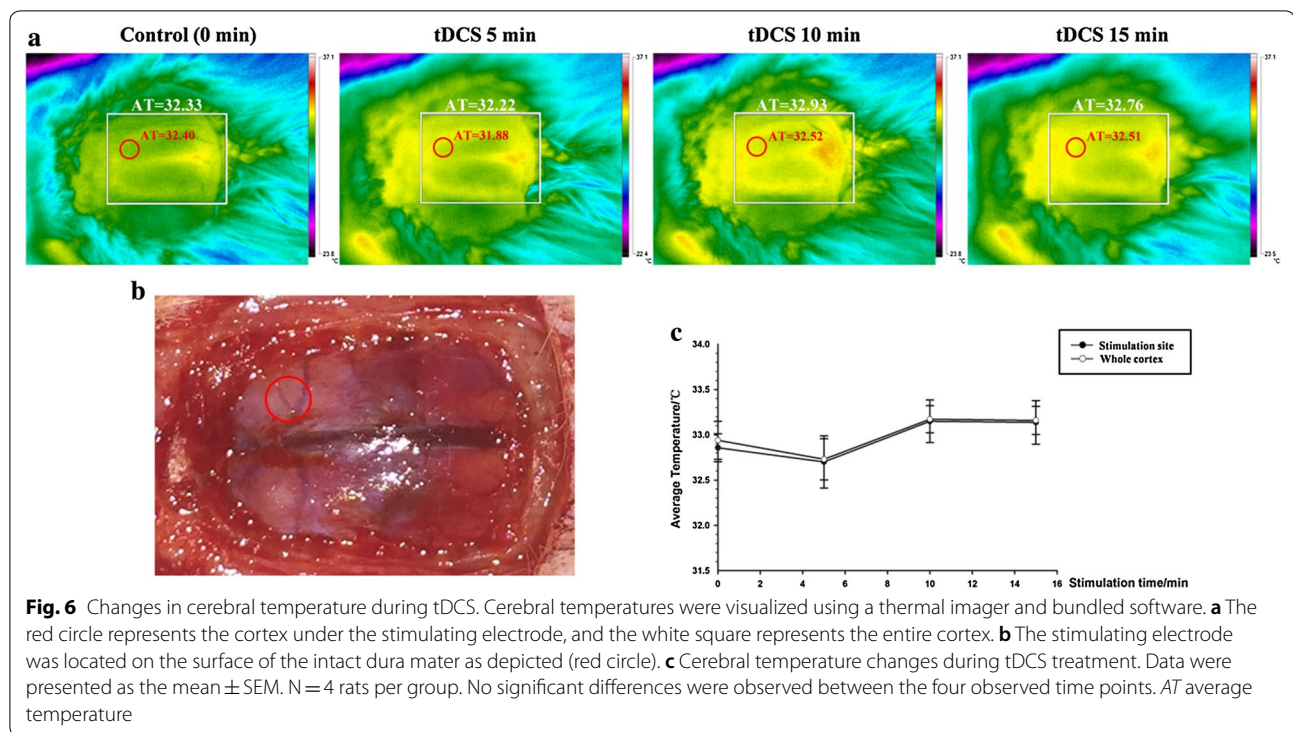 a
Control (0 min)
tDCS 5 min
tDCS 10 min
tDCS 15 min
37.1
37.1
37.1
37.1
AT=32.33
AT=32.22
AT=32.93
AT=32.76
AT=32.40
AT=31.88
AT=32.52
AT=32.51
23.8
22.4
23.6
23.5
°C
°C
°C
°C
b
c
Stimulation site
Whole cortex
34.0
33.5
33.0
32.5
32.0
31.5
Average Temperature/℃
0 2 4 6 8 10 12 14 16
Stimulation time/min
Fig. 6 Changes in cerebral temperature during tDCS. Cerebral temperatures were visualized using a thermal imager and bundled software. a The
red circle represents the cortex under the stimulating electrode, and the white square represents the entire cortex. b The stimulating electrode
was located on the surface of the intact dura mater as depicted (red circle). c Cerebral temperature changes during tDCS treatment. Data were
presented as the mean ± SEM. N = 4 rats per group. No significant differences were observed between the four observed time points. AT average
temperature